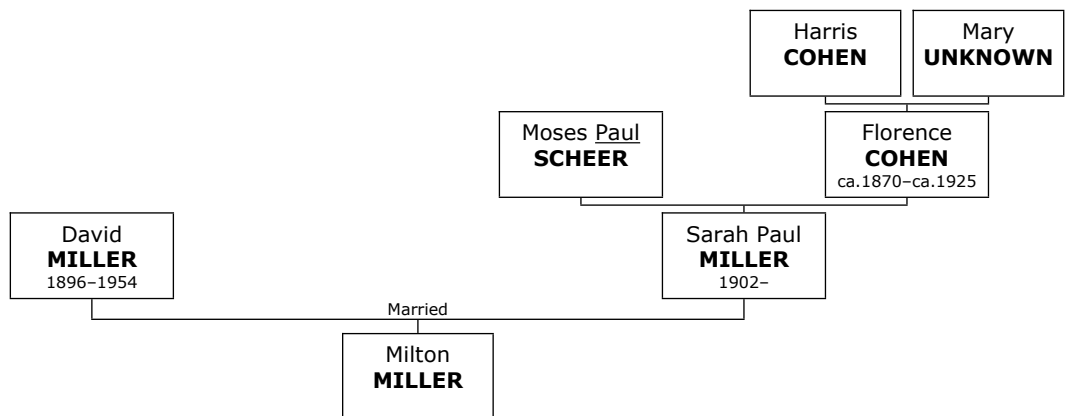 Harris
COHEN
Mary
UNKNOWN
Moses Paul
SCHEER
Florence
COHEN
ca.1870–ca.1925
David
MILLER
1896–1954
Sarah Paul
MILLER
1902–
Married
Milton
MILLER